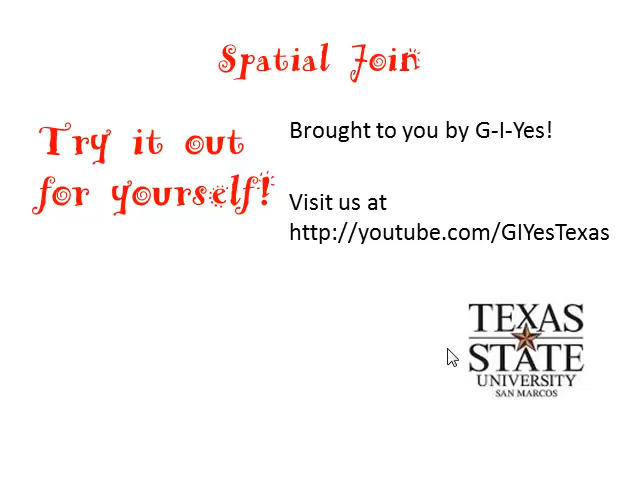 Spatial Join
Try it out
for yourself!
Brought to you by G-I-Yes!
Visit us at
http://youtube.com/GIYesTexas
TEXAS
STATE
UNIVERSITY
SAN MARCOS